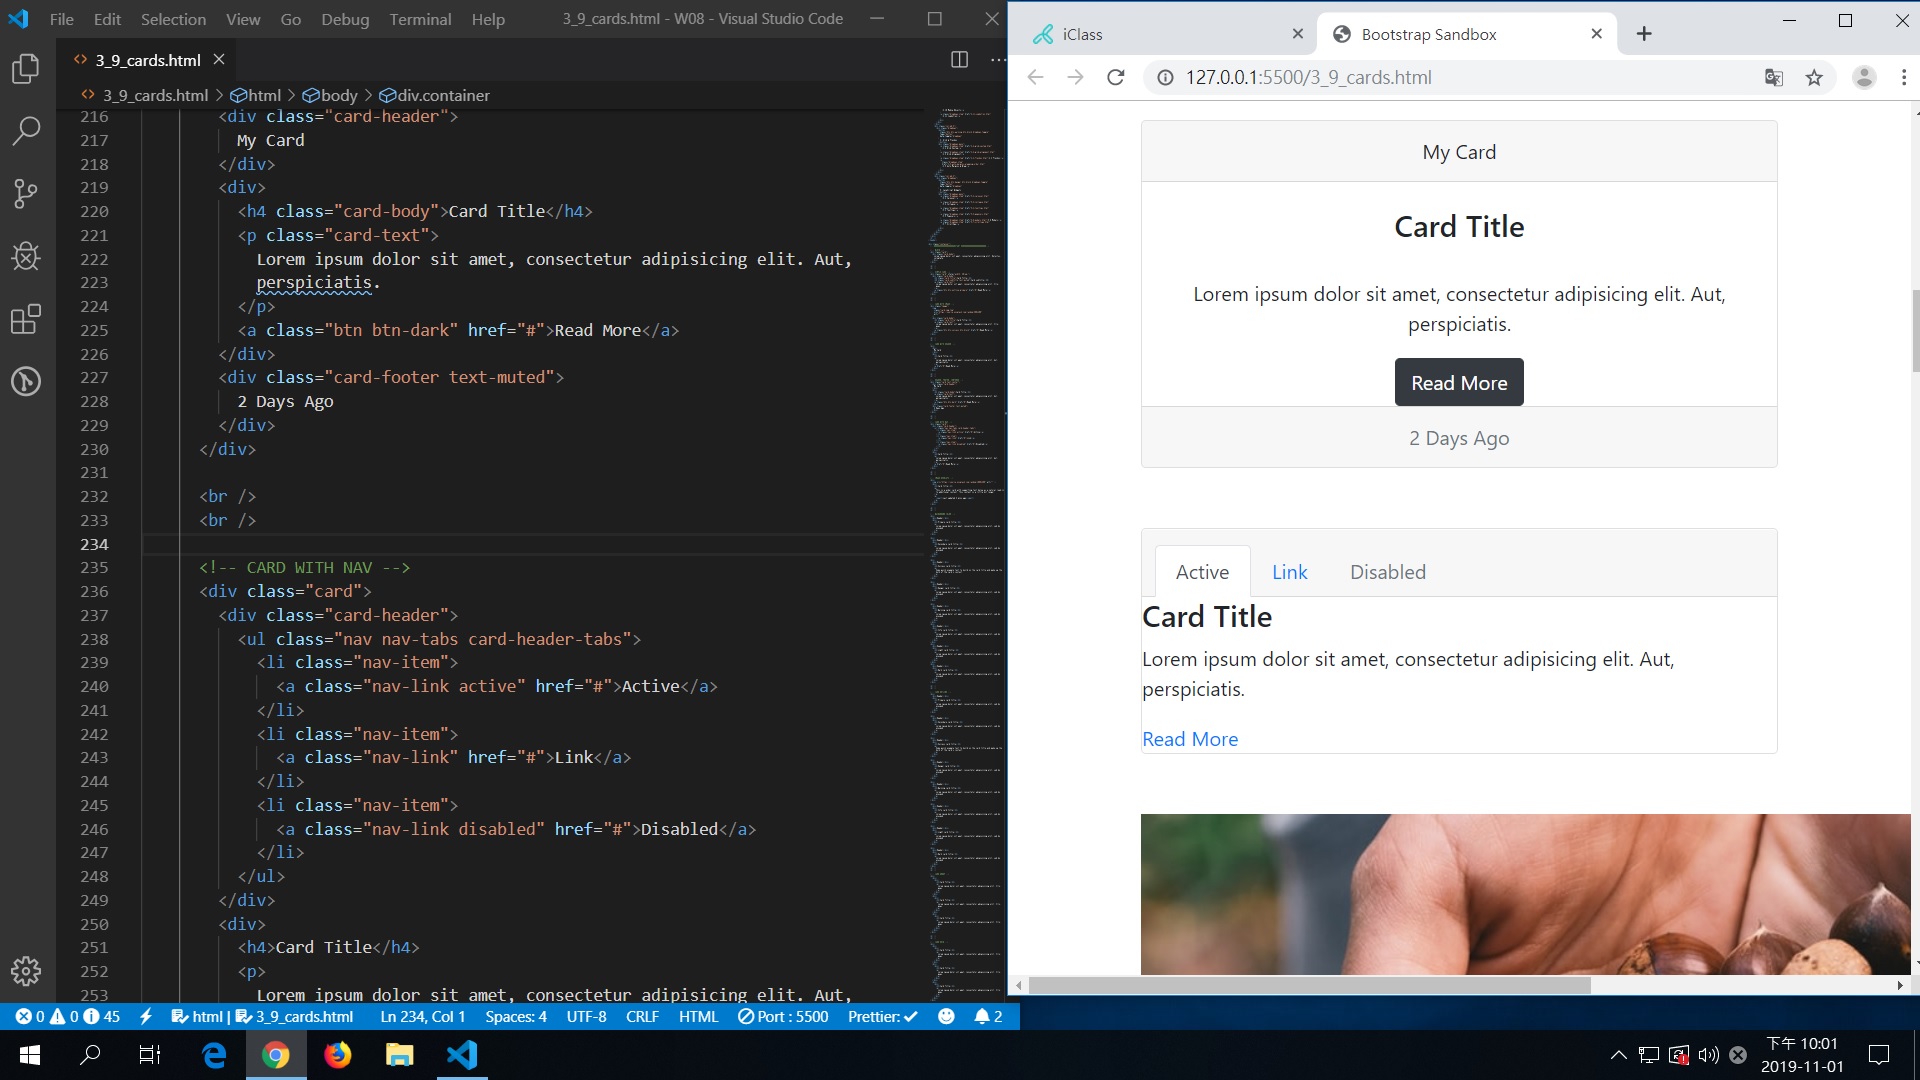 File Edit Selection View Go Debug Terminal Help
3_9_cards.html - W08 - Visual Studio Code
3_9_cards.html
3_9_cards.html > html > body > div.container
216 <div class="card-header">
217 My Card
218 </div>
219 <div>
220 <h4 class="card-body">Card Title</h4>
221 <p class="card-text">
222 Lorem ipsum dolor sit amet, consectetur adipisicing elit. Aut,
223 perspiciatis.
224 </p>
225 <a class="btn btn-dark" href="#">Read More</a>
226 </div>
227 <div class="card-footer text-muted">
228 2 Days Ago
229 </div>
230 </div>
231
232 <br />
233 <br />
234
235 <!-- CARD WITH NAV -->
236 <div class="card">
237 <div class="card-header">
238 <ul class="nav nav-tabs card-header-tabs">
239 <li class="nav-item">
240 <a class="nav-link active" href="#">Active</a>
241 </li>
242 <li class="nav-item">
243 <a class="nav-link" href="#">Link</a>
244 </li>
245 <li class="nav-item">
246 <a class="nav-link disabled" href="#">Disabled</a>
247 </li>
248 </ul>
249 </div>
250 <div>
251 <h4>Card Title</h4>
252 <p>
253 Lorem ipsum dolor sit amet, consectetur adipisicing elit. Aut,
0 0 45 html | 3_9_cards.html Ln 234, Col 1 Spaces: 4 UTF-8 CRLF HTML Port : 5500 Prettier: 2
iClass
Bootstrap Sandbox
127.0.0.1:5500/3_9_cards.html
My Card
Card Title
Lorem ipsum dolor sit amet, consectetur adipisicing elit. Aut,
perspiciatis.
Read More
2 Days Ago
Active Link Disabled
Card Title
Lorem ipsum dolor sit amet, consectetur adipisicing elit. Aut,
perspiciatis.
Read More
下午 10:01
2019-11-01